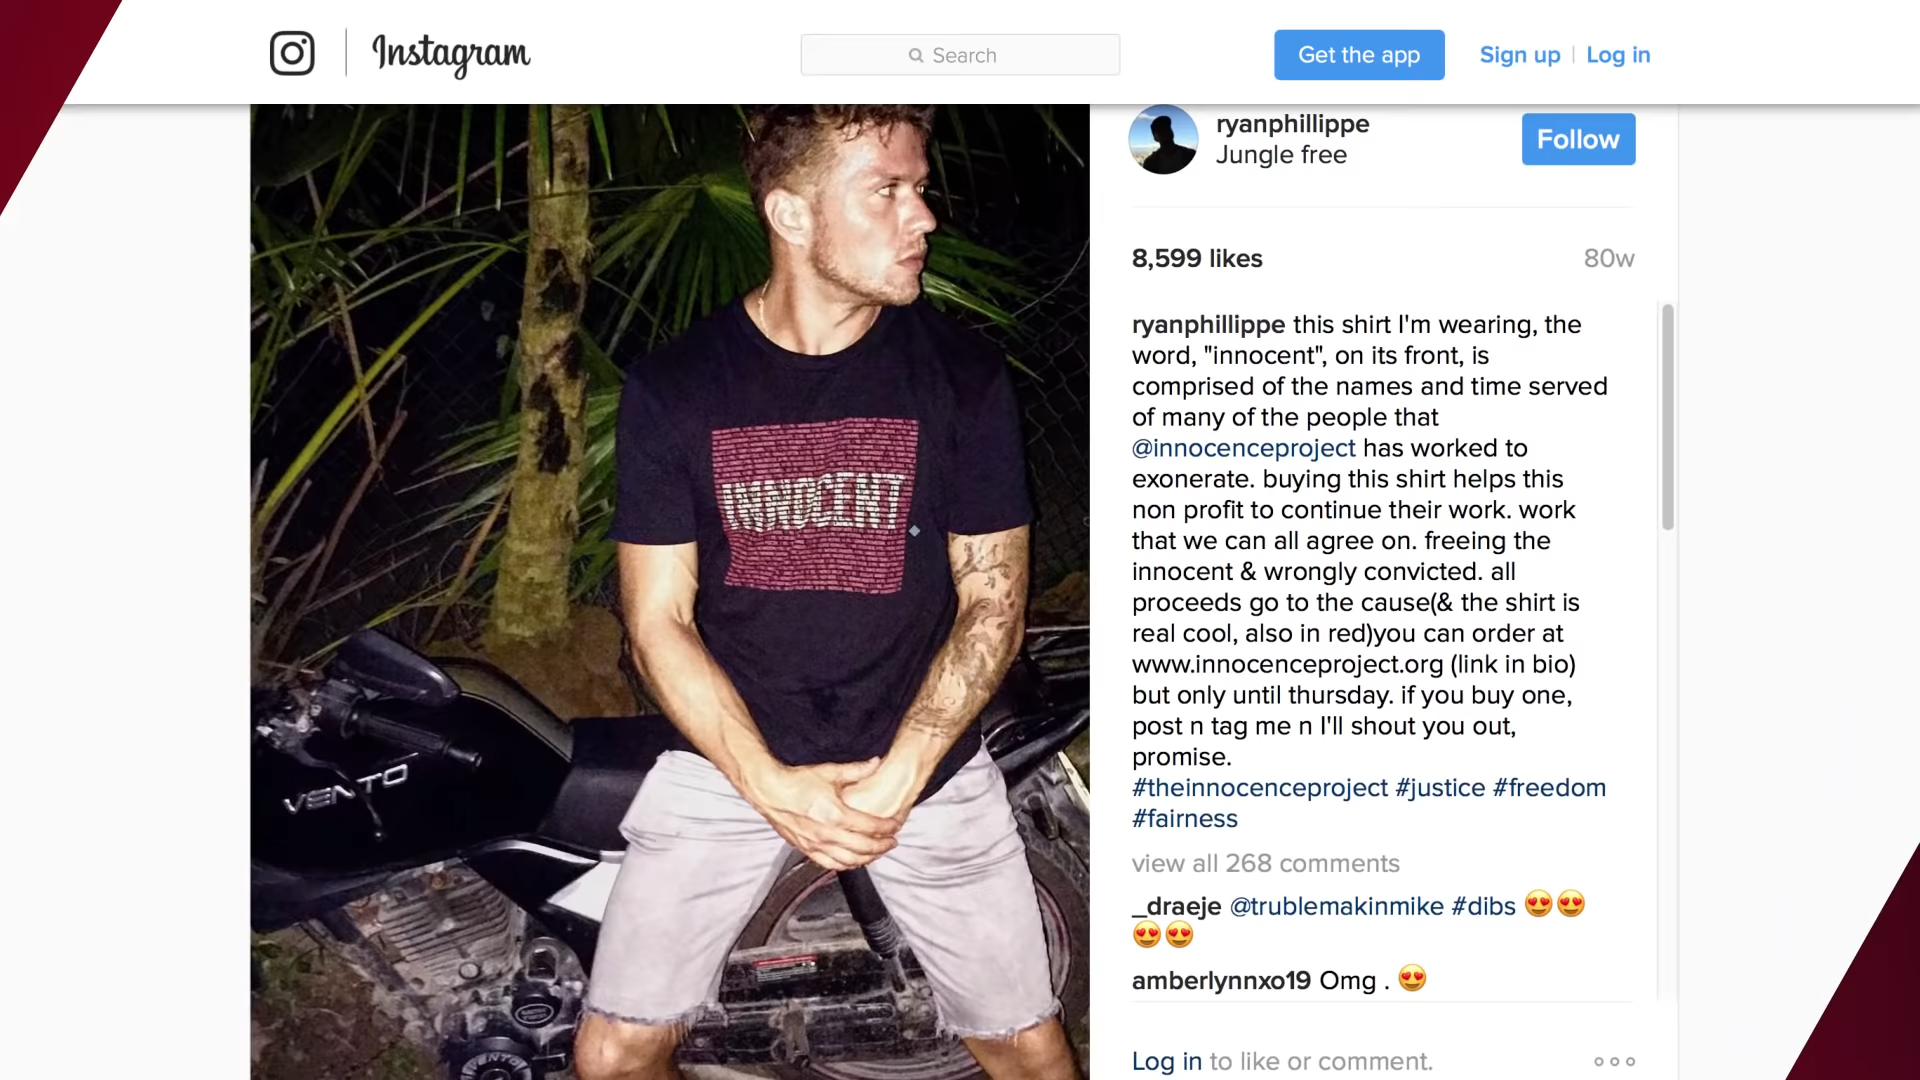 Instagram
Search
Get the app
Sign up | Log in
ryanphillippe
Jungle free
Follow
8,599 likes
80w
ryanphillippe this shirt I'm wearing, the
word, "innocent", on its front, is
comprised of the names and time served
of many of the people that
@innocenceproject has worked to
exonerate. buying this shirt helps this
non profit to continue their work. work
that we can all agree on. freeing the
innocent & wrongly convicted. all
proceeds go to the cause(& the shirt is
real cool, also in red)you can order at
www.innocenceproject.org (link in bio)
but only until thursday. if you buy one,
post n tag me n I'll shout you out,
promise.
#theinnocenceproject #justice #freedom
#fairness
view all 268 comments
_draeje @trublemakinmike #dibs 😍😍
😍😍
amberlynnxo19 Omg . 😍
Log in to like or comment.
INNOCENT
VENTO
VENTO